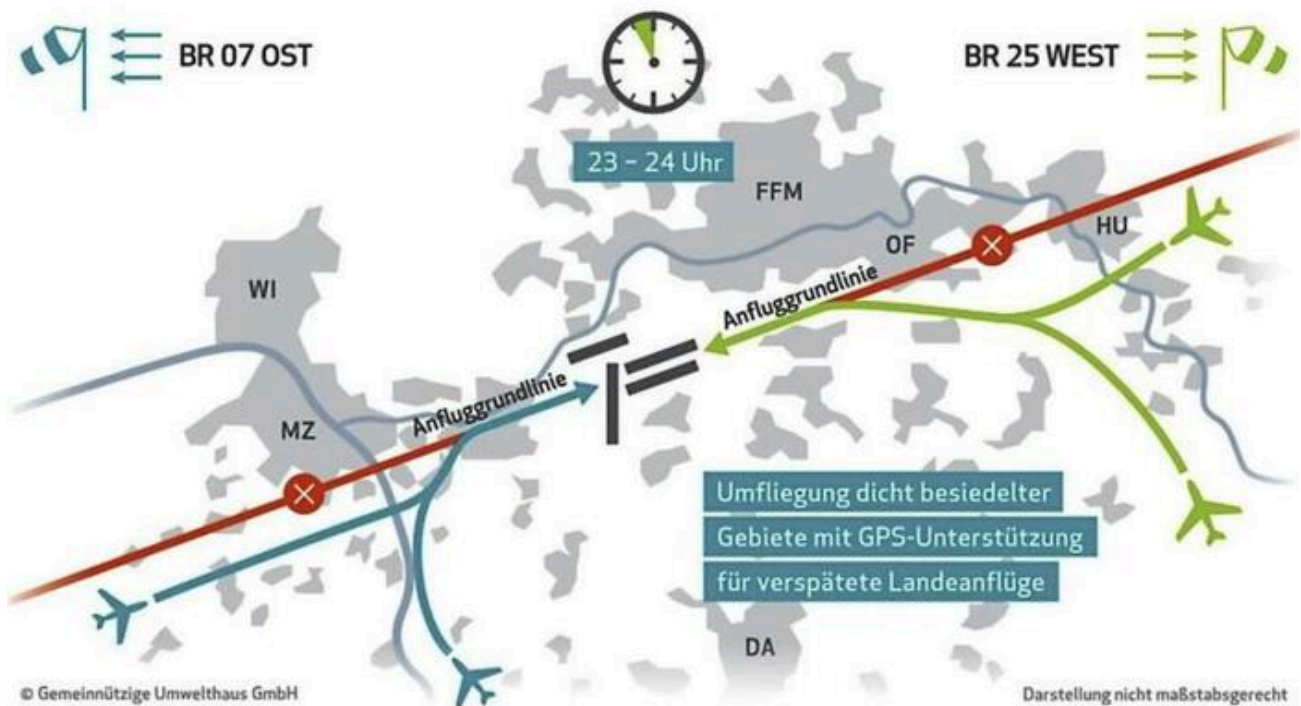 BR 07 OST
BR 25 WEST
23 – 24 Uhr
FFM
HU
OF
WI
Anfluggrundlinie
Anfluggrundlinie
MZ
Umfliegung dicht besiedelter
Gebiete mit GPS-Unterstützung
für verspätete Landeanflüge
DA
© Gemeinnützige Umwelthaus GmbH
Darstellung nicht maßstabsgerecht